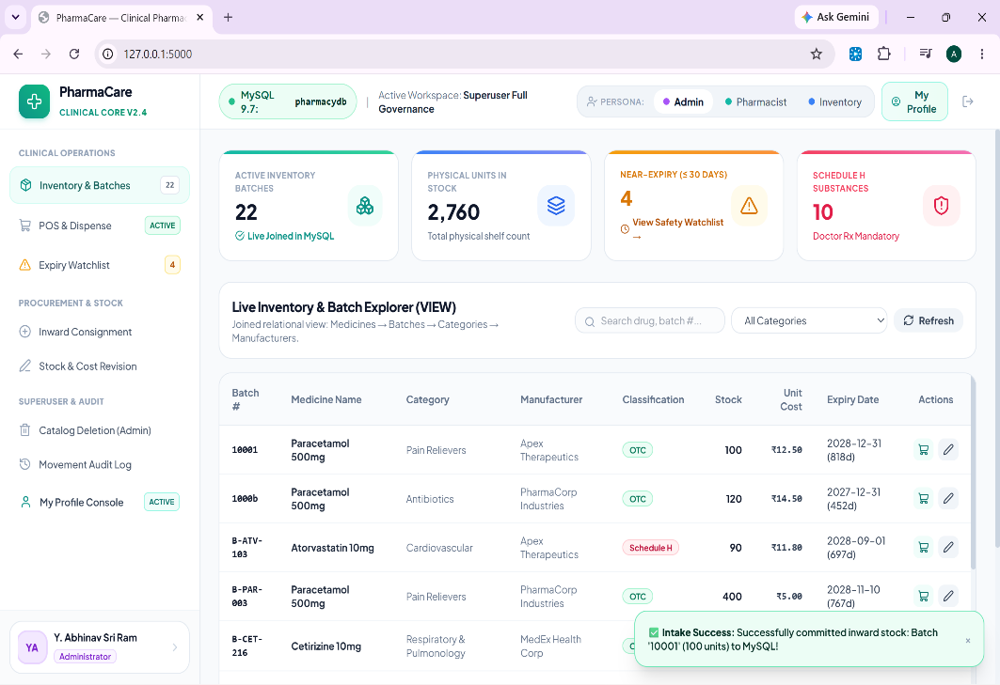 PharmaCare — Clinical Pharma
Ask Gemini
127.0.0.1:5000
A
PharmaCare
CLINICAL CORE V2.4
CLINICAL OPERATIONS
Inventory & Batches 22
POS & Dispense ACTIVE
Expiry Watchlist 4
PROCUREMENT & STOCK
Inward Consignment
Stock & Cost Revision
SUPERUSER & AUDIT
Catalog Deletion (Admin)
Movement Audit Log
My Profile Console ACTIVE
YA
Y. Abhinav Sri Ram
Administrator
MySQL
9.7:
pharmacydb
Active Workspace: Superuser Full
Governance
PERSONA: Admin Pharmacist Inventory
My
Profile
ACTIVE INVENTORY
BATCHES
22
Live Joined in MySQL
PHYSICAL UNITS IN
STOCK
2,760
Total physical shelf count
NEAR-EXPIRY (≤ 30 DAYS)
4
View Safety Watchlist
→
SCHEDULE H
SUBSTANCES
10
Doctor Rx Mandatory
Live Inventory & Batch Explorer (VIEW)
Joined relational view: Medicines → Batches → Categories →
Manufacturers.
Search drug, batch #...
All Categories
Refresh
Batch
#
Medicine Name
Category
Manufacturer
Classification
Stock
Unit
Cost
Expiry Date
Actions
10001
Paracetamol
500mg
Pain Relievers
Apex
Therapeutics
OTC
100
₹12.50
2028-12-31
(818d)
1000b
Paracetamol
500mg
Antibiotics
PharmaCorp
Industries
OTC
120
₹14.50
2027-12-31
(452d)
B-ATV-
103
Atorvastatin 10mg
Cardiovascular
Apex
Therapeutics
Schedule H
90
₹11.80
2028-09-01
(697d)
B-PAR-
003
Paracetamol
500mg
Pain Relievers
PharmaCorp
Industries
OTC
400
₹5.00
2028-11-10
(767d)
B-CET-
216
Cetirizine 10mg
Respiratory &
Pulmonology
MedEx Health
Corp
✅ Intake Success: Successfully committed inward stock: Batch
'10001' (100 units) to MySQL!
×